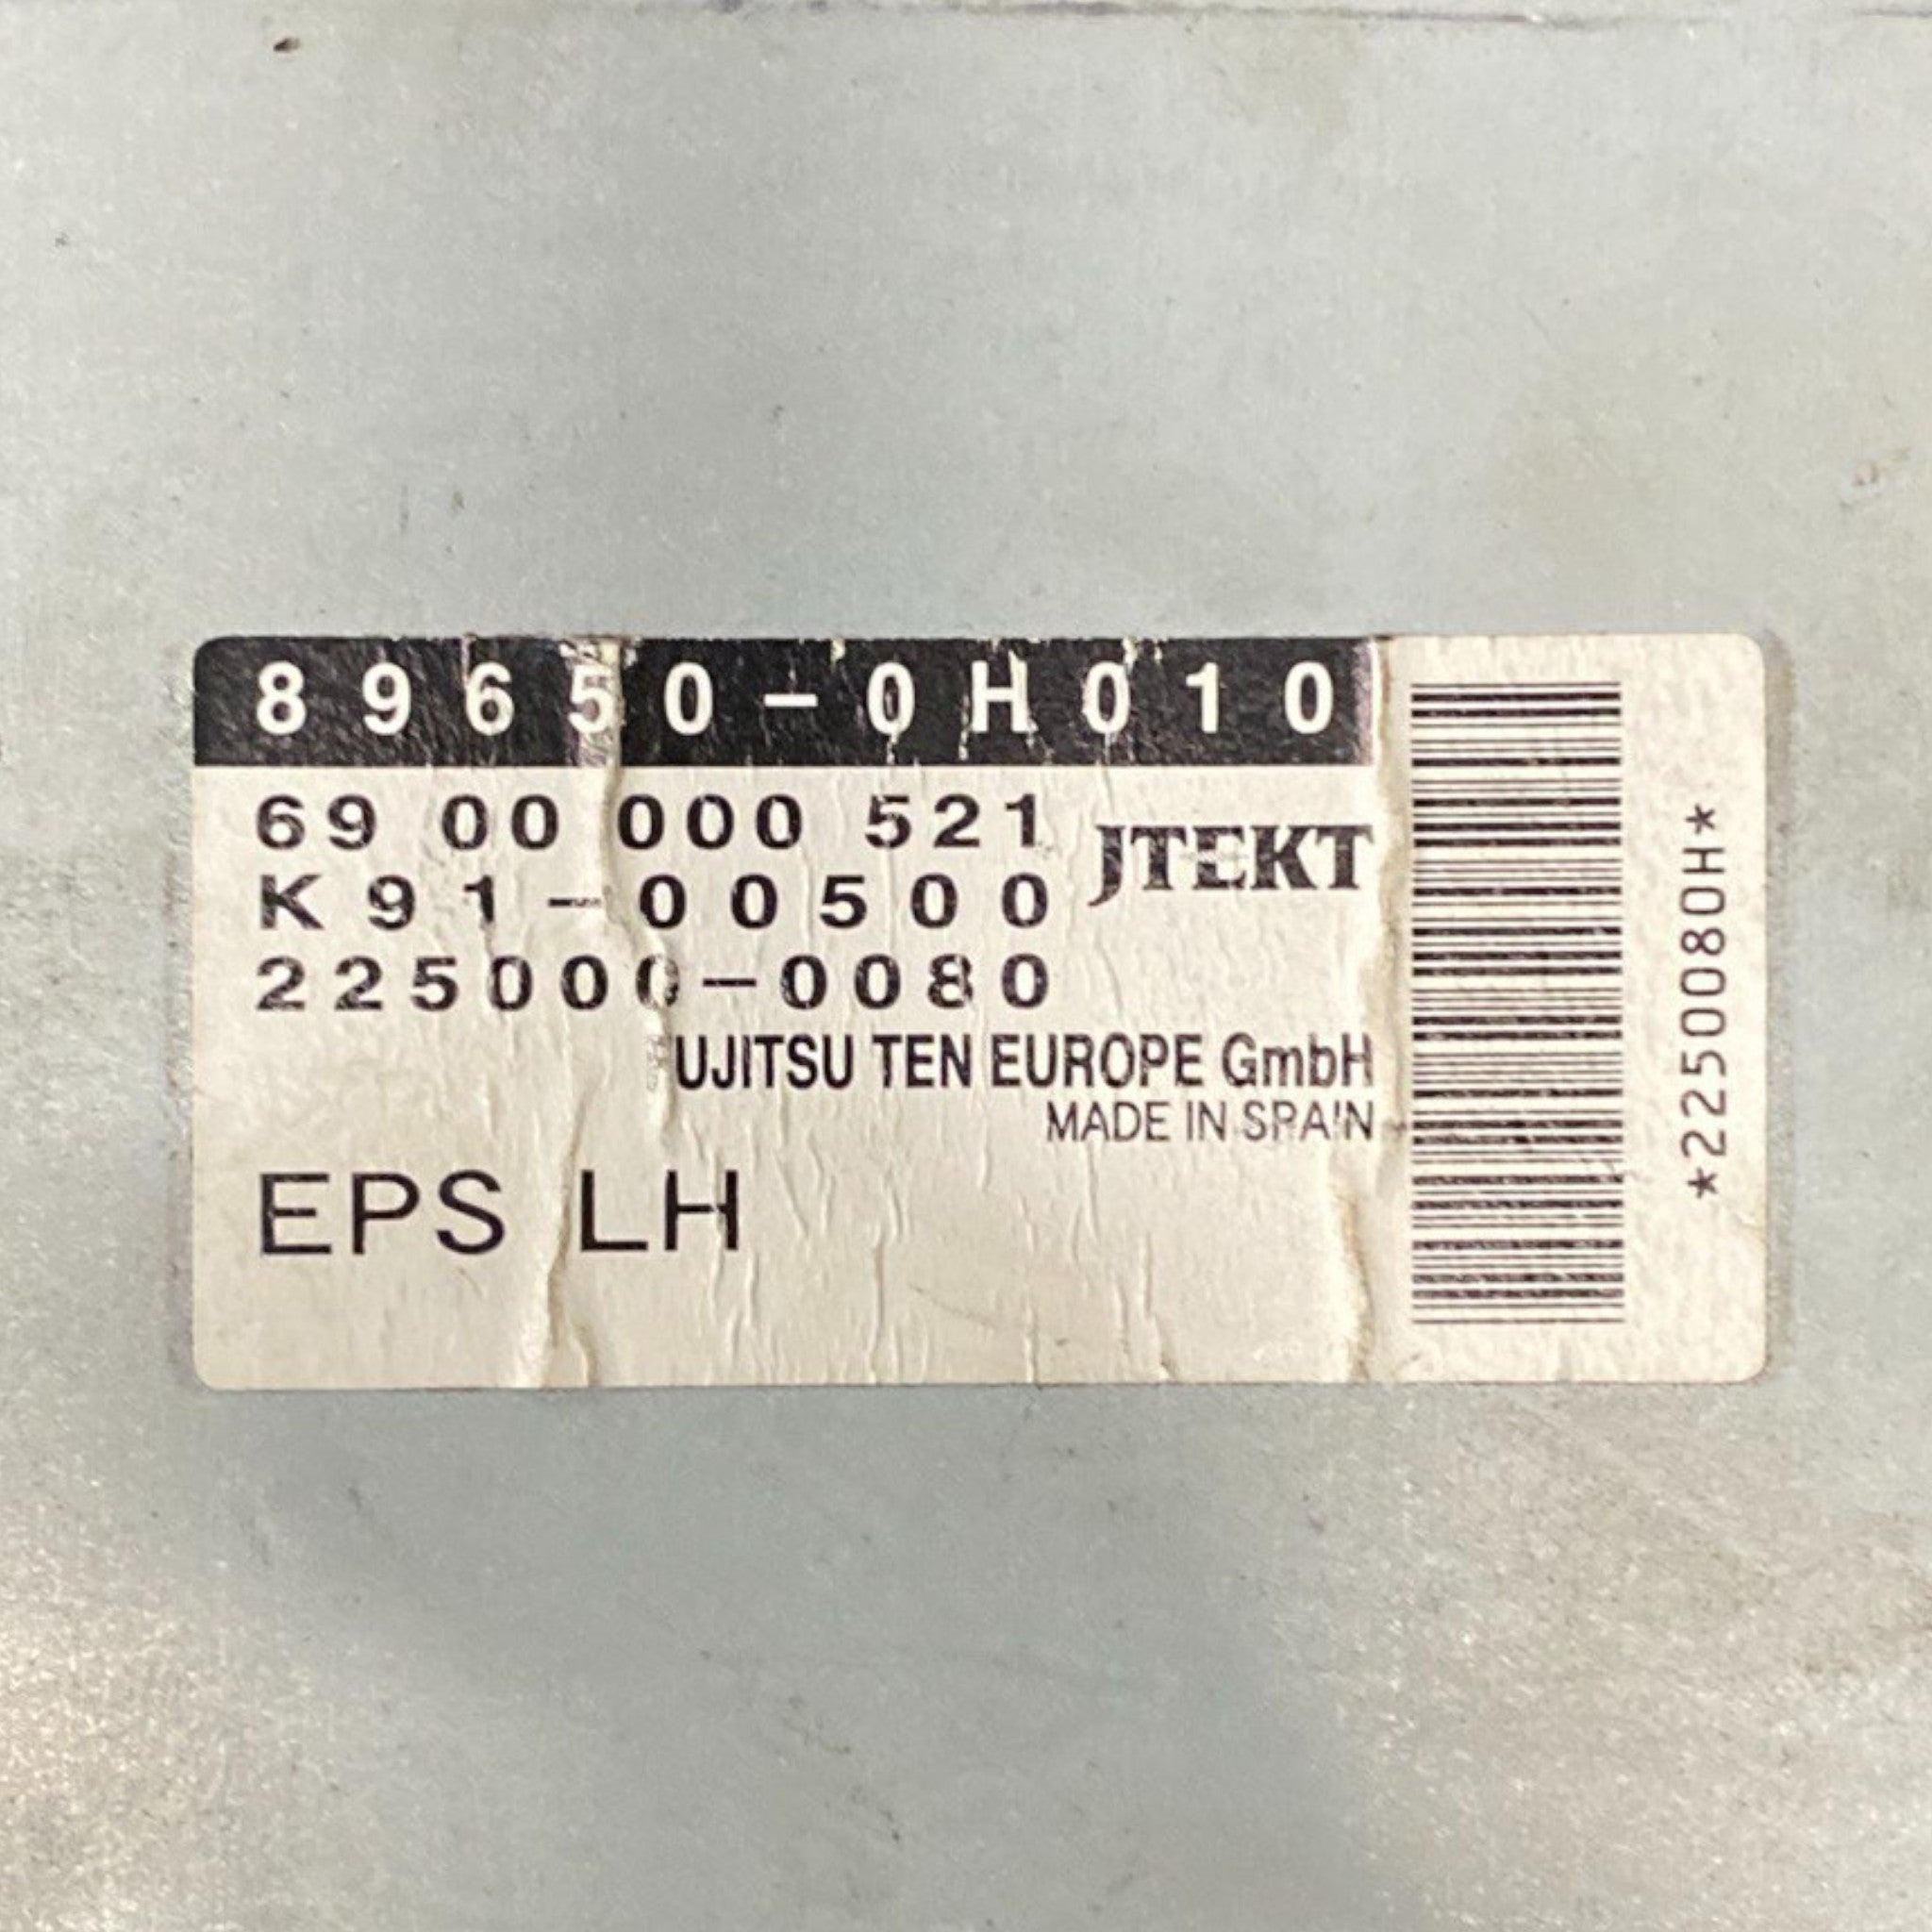 89650-0H010
69 00 000 521
JTEKT
K91-00500
225000-0080
FUJITSU TEN EUROPE GmbH
MADE IN SPAIN
EPS LH
*2250080H*